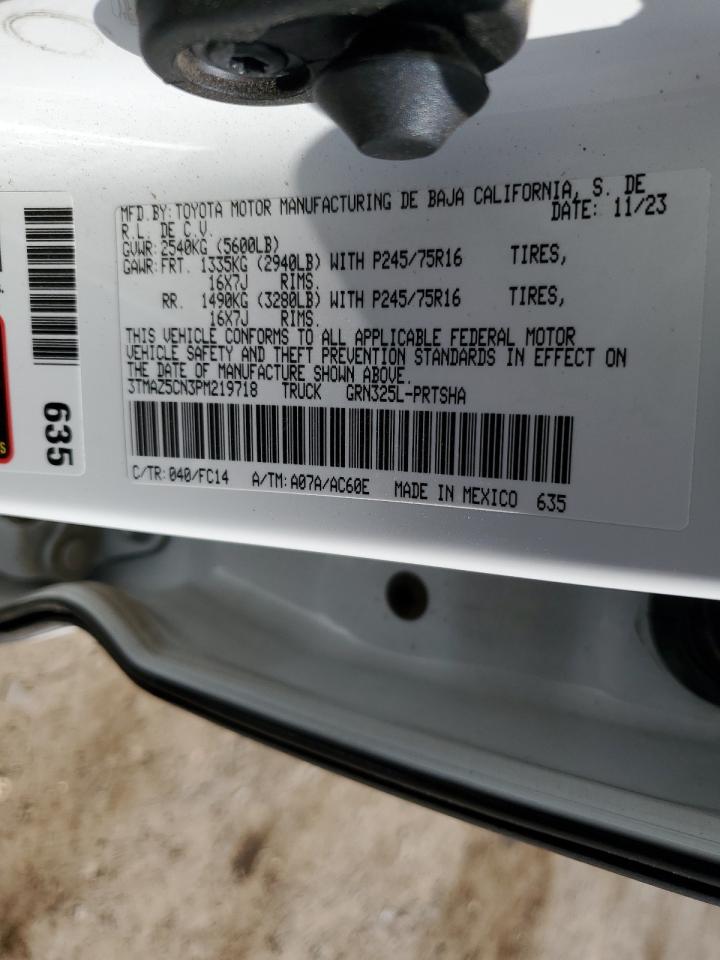 MFD. BY: TOYOTA MOTOR MANUFACTURING DE BAJA CALIFORNIA, S. DE
R.L. DE C.V. DATE: 11/23
GVWR: 2540KG (5600LB)
GAWR: FRT. 1335KG (2940LB) WITH P245/75R16 TIRES,
16X7J RIMS.
RR. 1490KG (3280LB) WITH P245/75R16 TIRES,
16X7J RIMS.
THIS VEHICLE CONFORMS TO ALL APPLICABLE FEDERAL MOTOR
VEHICLE SAFETY AND THEFT PREVENTION STANDARDS IN EFFECT ON
THE DATE OF MANUFACTURE SHOWN ABOVE.
3TMAZ5CN3PM219718 TRUCK GRN325L-PRTSHA
C/TR: 040/FC14 A/TM: A07A/AC60E MADE IN MEXICO 635
635